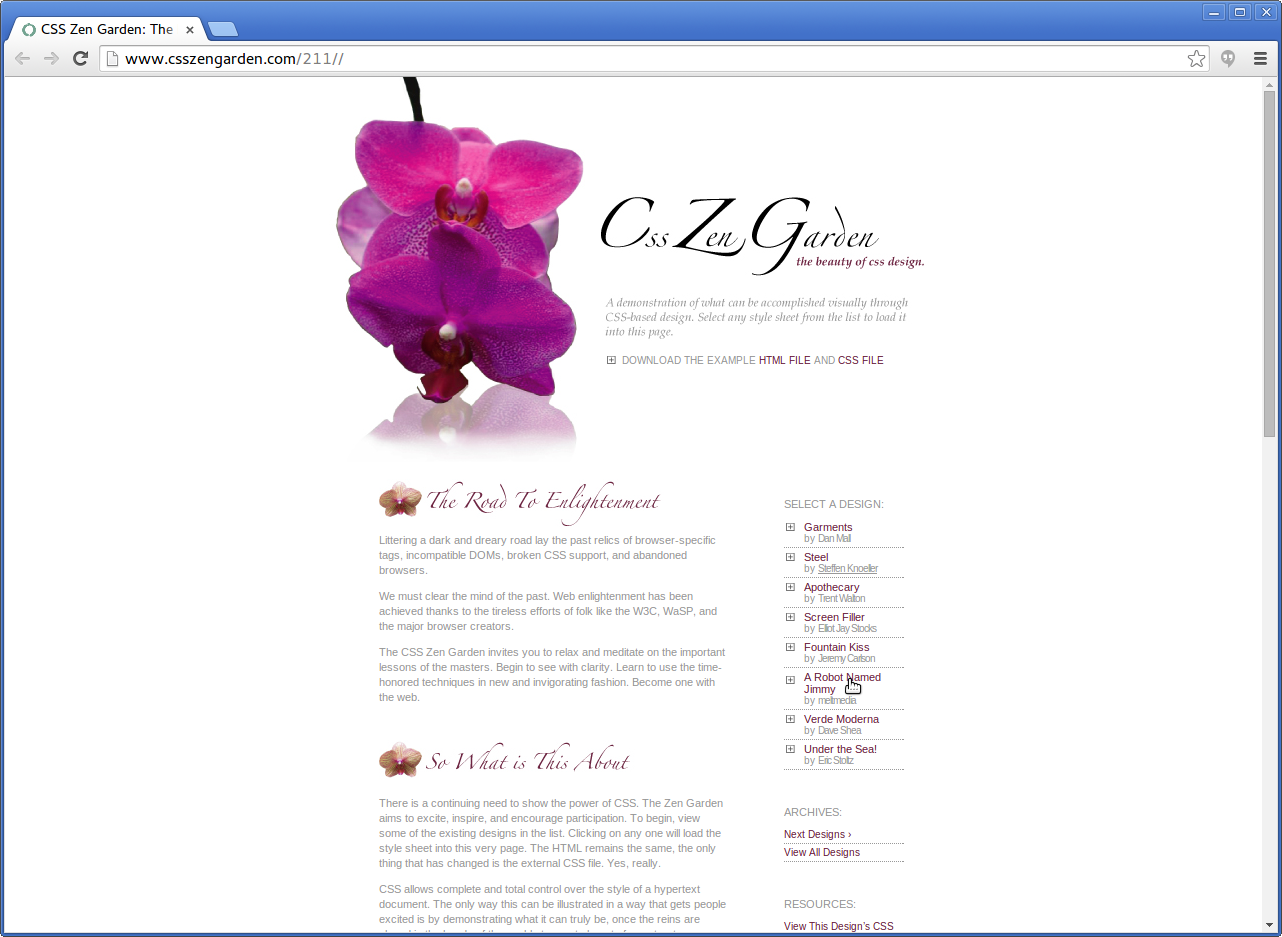 CSS Zen Garden: The
www.csszengarden.com/211//
Css Zen Garden
the beauty of css design.
A demonstration of what can be accomplished visually through
CSS-based design. Select any style sheet from the list to load it
into this page.
DOWNLOAD THE EXAMPLE HTML FILE AND CSS FILE
The Road To Enlightenment
Littering a dark and dreary road lay the past relics of browser-specific
tags, incompatible DOMs, broken CSS support, and abandoned
browsers.
We must clear the mind of the past. Web enlightenment has been
achieved thanks to the tireless efforts of folk like the W3C, WaSP, and
the major browser creators.
The CSS Zen Garden invites you to relax and meditate on the important
lessons of the masters. Begin to see with clarity. Learn to use the time-
honored techniques in new and invigorating fashion. Become one with
the web.
So What is This About
There is a continuing need to show the power of CSS. The Zen Garden
aims to excite, inspire, and encourage participation. To begin, view
some of the existing designs in the list. Clicking on any one will load the
style sheet into this very page. The HTML remains the same, the only
thing that has changed is the external CSS file. Yes, really.
CSS allows complete and total control over the style of a hypertext
document. The only way this can be illustrated in a way that gets people
excited is by demonstrating what it can truly be, once the reins are
SELECT A DESIGN:
Garments
by Dan Mall
Steel
by Steffen Knoeller
Apothecary
by Trent Walton
Screen Filler
by Elliot Jay Stocks
Fountain Kiss
by Jeremy Carlson
A Robot Named
Jimmy
by meltmedia
Verde Moderna
by Dave Shea
Under the Sea!
by Eric Stoltz
ARCHIVES:
Next Designs ›
View All Designs
RESOURCES:
View This Design's CSS